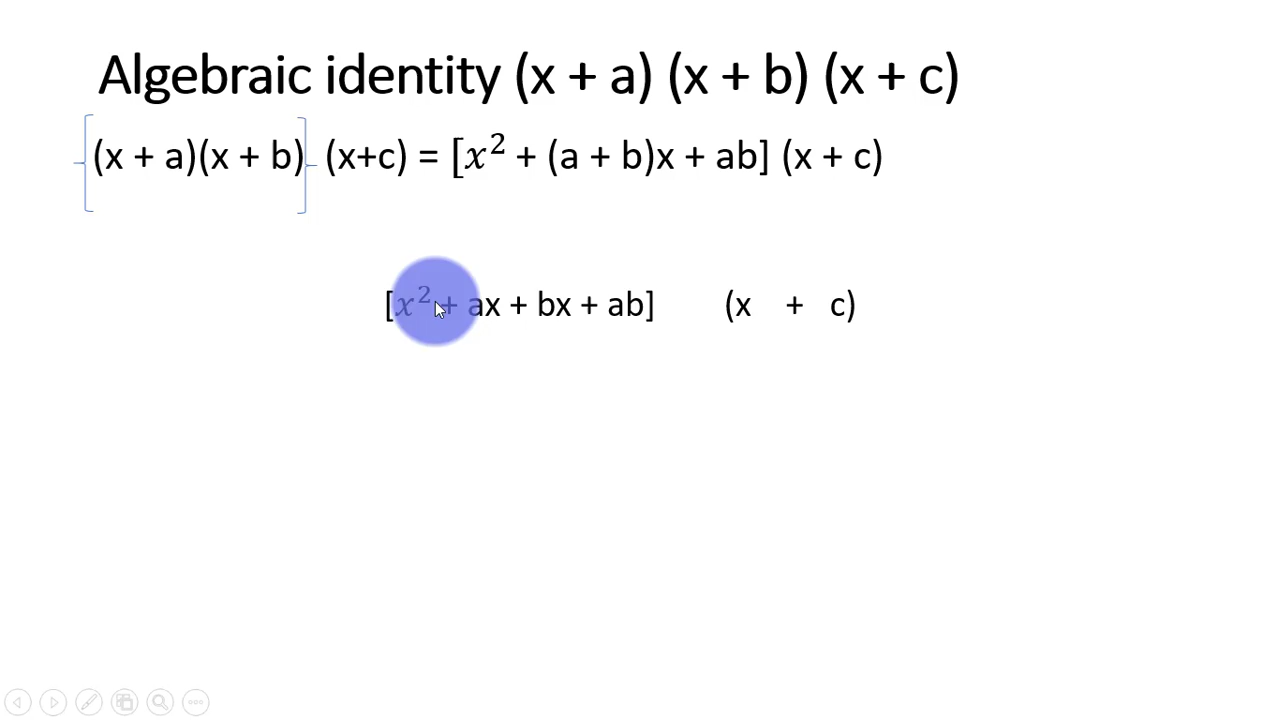 Algebraic identity (x + a) (x + b) (x + c)
(x + a)(x + b) (x+c) = [𝑥² + (a + b)x + ab] (x + c)
[𝑥² + ax + bx + ab] (x + c)